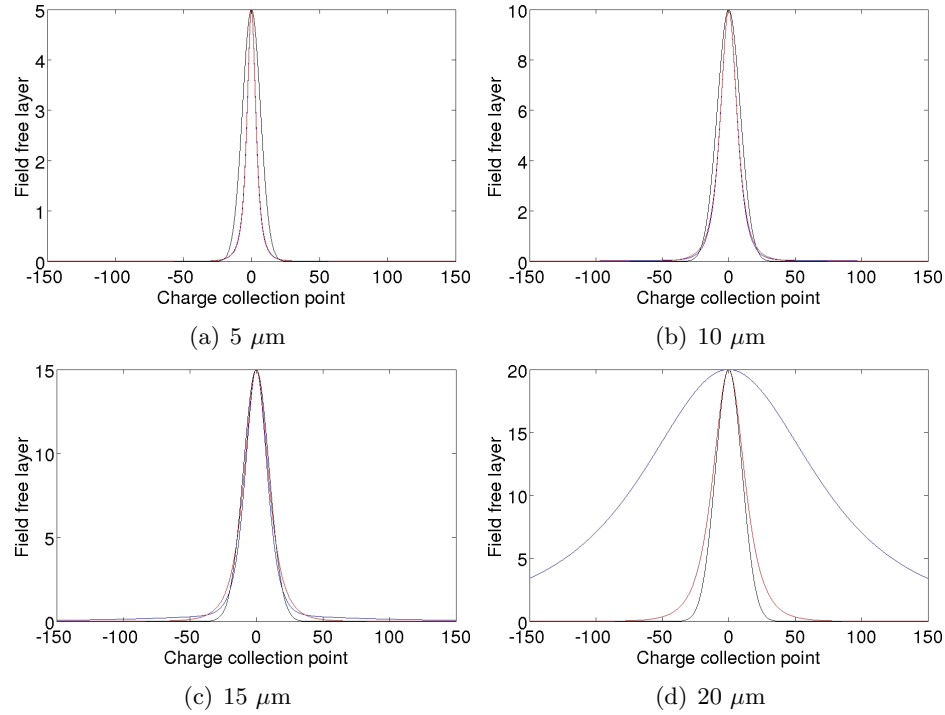 5
4
3
2
1
0
Field free layer
-150 -100 -50 0 50 100 150
Charge collection point
(a) 5 μm
10
8
6
4
2
0
Field free layer
-150 -100 -50 0 50 100 150
Charge collection point
(b) 10 μm
15
10
5
0
Field free layer
-150 -100 -50 0 50 100 150
Charge collection point
(c) 15 μm
20
15
10
5
0
Field free layer
-150 -100 -50 0 50 100 150
Charge collection point
(d) 20 μm